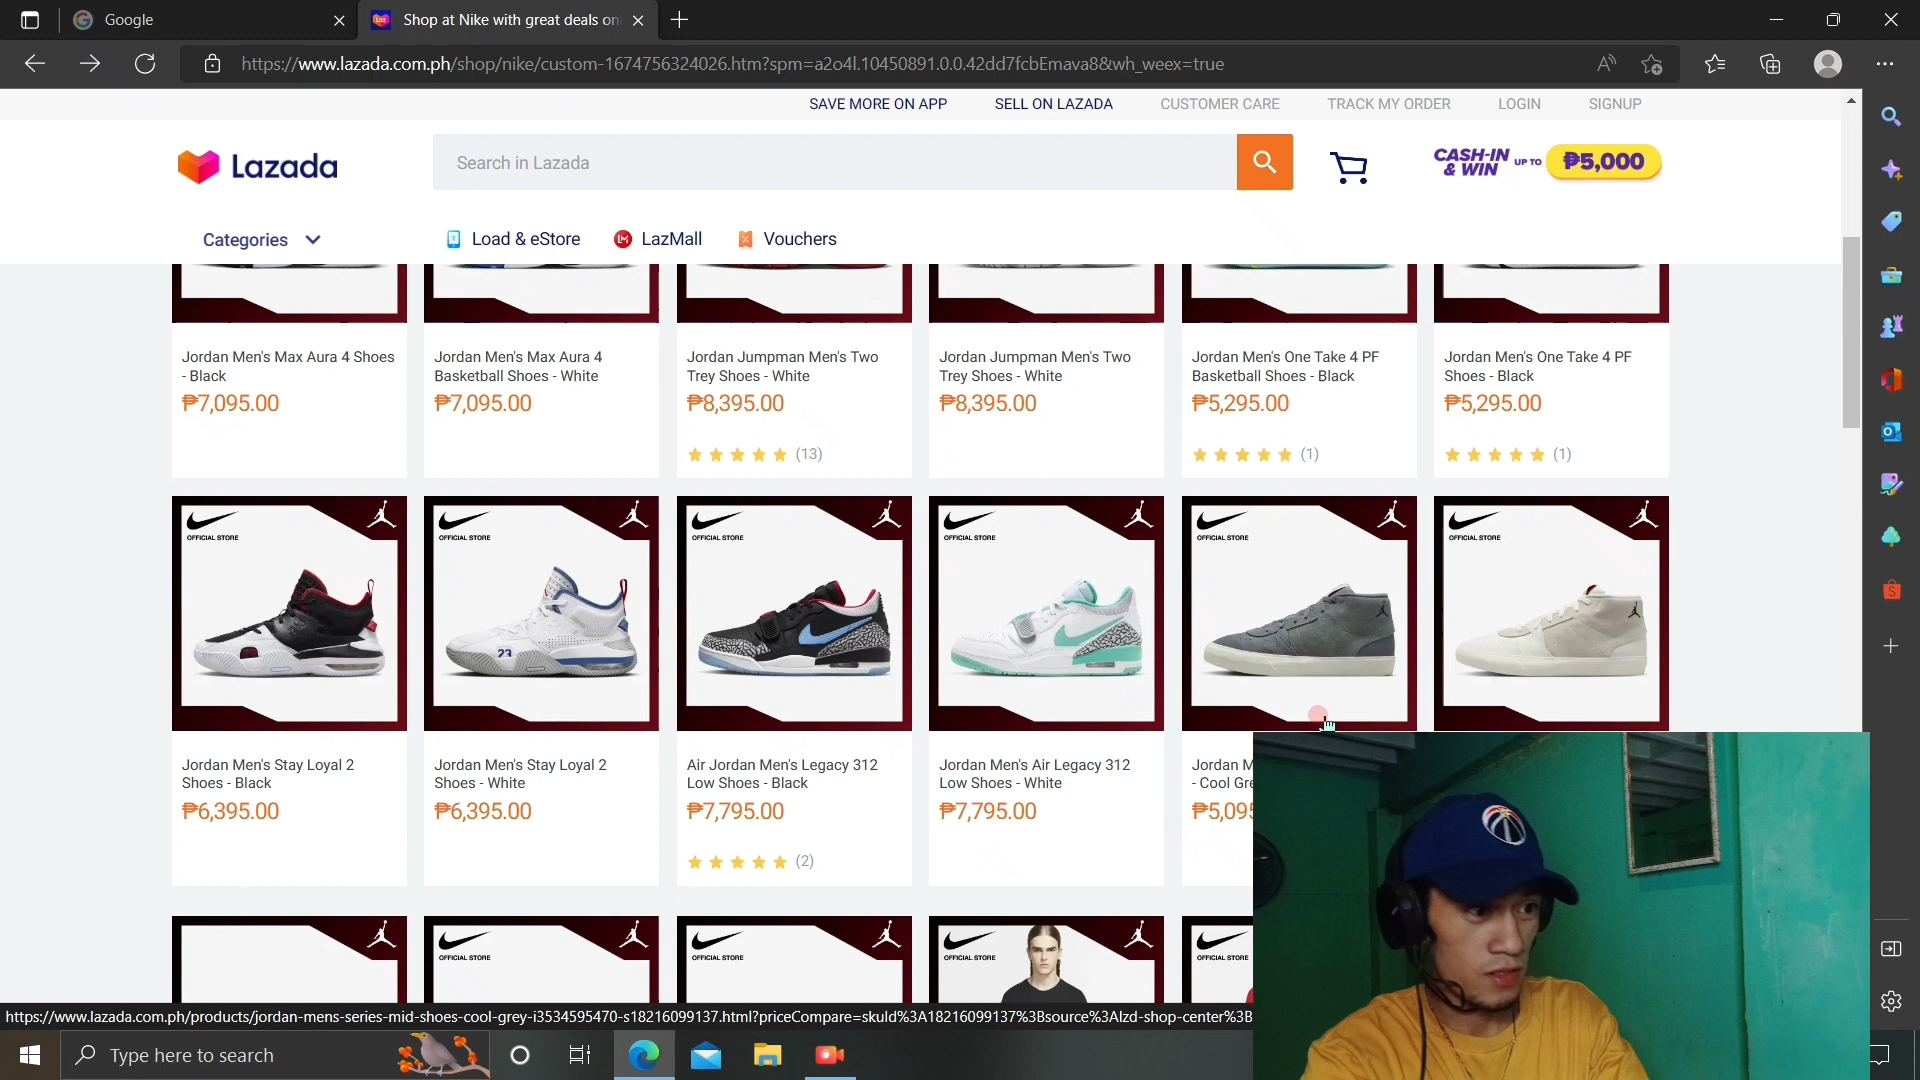 Google
Shop at Nike with great deals on
https://www.lazada.com.ph/shop/nike/custom-1674756324026.htm?spm=a2o4l.10450891.0.0.42dd7fcbEmava8&wh_weex=true
SAVE MORE ON APP SELL ON LAZADA CUSTOMER CARE TRACK MY ORDER LOGIN SIGNUP
Lazada
Search in Lazada
CASH-IN & WIN UP TO ₱5,000
Categories
Load & eStore LazMall Vouchers
Jordan Men's Max Aura 4 Shoes
- Black
₱7,095.00
Jordan Men's Max Aura 4
Basketball Shoes - White
₱7,095.00
Jordan Jumpman Men's Two
Trey Shoes - White
₱8,395.00
(13)
Jordan Jumpman Men's Two
Trey Shoes - White
₱8,395.00
Jordan Men's One Take 4 PF
Basketball Shoes - Black
₱5,295.00
(1)
Jordan Men's One Take 4 PF
Shoes - Black
₱5,295.00
(1)
OFFICIAL STORE
OFFICIAL STORE
OFFICIAL STORE
OFFICIAL STORE
OFFICIAL STORE
OFFICIAL STORE
23
Jordan Men's Stay Loyal 2
Shoes - Black
₱6,395.00
Jordan Men's Stay Loyal 2
Shoes - White
₱6,395.00
Air Jordan Men's Legacy 312
Low Shoes - Black
₱7,795.00
(2)
Jordan Men's Air Legacy 312
Low Shoes - White
₱7,795.00
Jordan M
- Cool Gre
₱5,095
OFFICIAL STORE
OFFICIAL STORE
OFFICIAL STORE
OFFICIAL STORE
OFFICIAL STORE
https://www.lazada.com.ph/products/jordan-mens-series-mid-shoes-cool-grey-i3534595470-s18216099137.html?priceCompare=skuId%3A18216099137%3Bsource%3Alzd-shop-center%3B
Type here to search